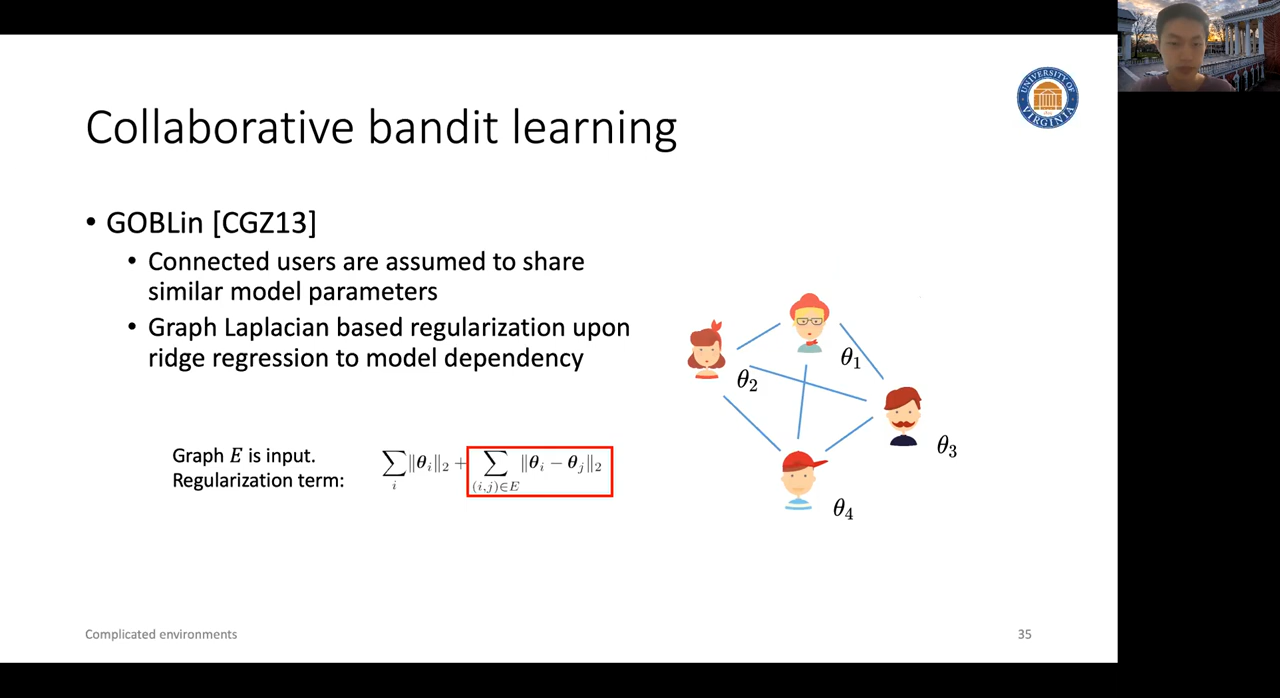 UNIVERSITY OF
VIRGINIA
Collaborative bandit learning
• GOBLin [CGZ13]
• Connected users are assumed to share
similar model parameters
• Graph Laplacian based regularization upon
ridge regression to model dependency
Graph E is input.
Regularization term:
∑_i ‖θ_i‖_2 + ∑_{(i,j)∈E} ‖θ_i − θ_j‖_2
θ_1
θ_2
θ_3
θ_4
Complicated environments
35